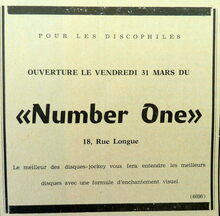 POUR LES DISCOPHILES
OUVERTURE LE VENDREDI 31 MARS DU
«Number One»
18, Rue Longue
Le meilleur des disques-jockey vous fera entendre les meilleurs
disques avec une formule d'enchantement visuel.
(6696)